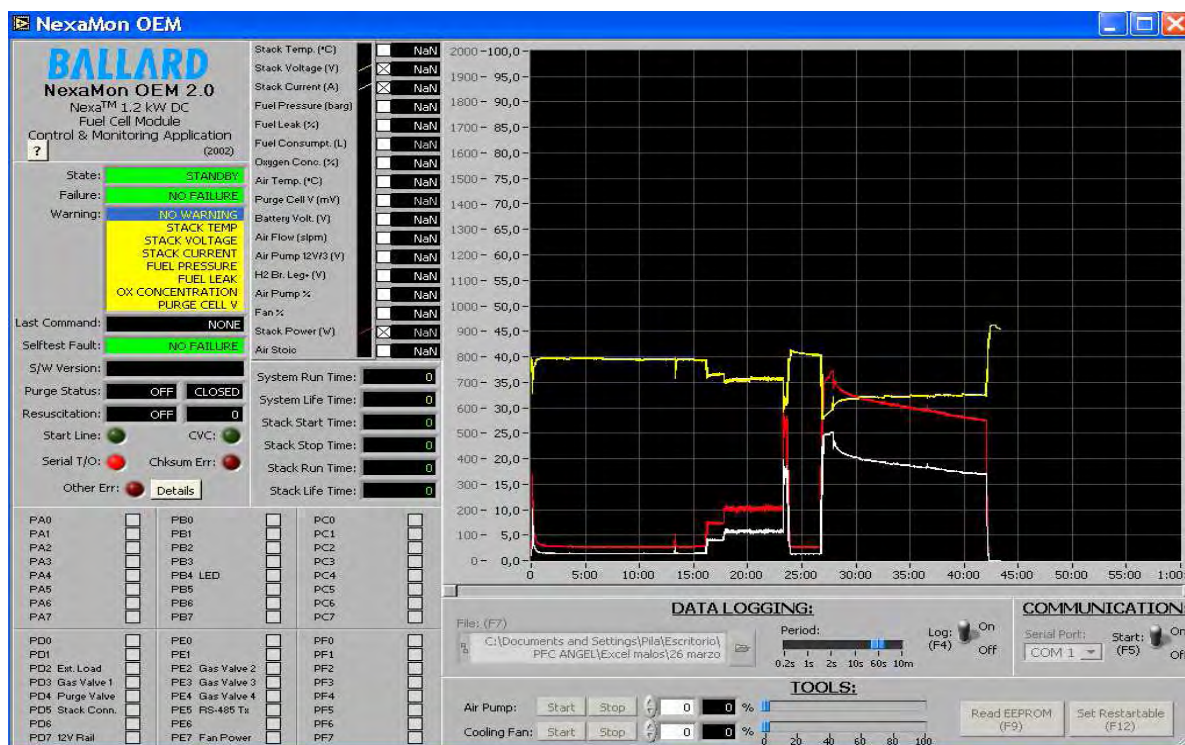 NexaMon OEM
BALLARD
NexaMon OEM 2.0
Nexa™ 1.2 kW DC
Fuel Cell Module
Control & Monitoring Application
?
(2002)
State: STANDBY
Failure: NO FAILURE
Warning: NO WARNING
STACK TEMP
STACK VOLTAGE
STACK CURRENT
FUEL PRESSURE
FUEL LEAK
OX CONCENTRATION
PURGE CELL V
Last Command: NONE
Selftest Fault: NO FAILURE
S/W Version:
Purge Status: OFF CLOSED
Resuscitation: OFF 0
Start Line: CVC:
Serial T/O: Chksum Err:
Other Err: Details
Stack Temp. (°C) NaN
Stack Voltage (V) NaN
Stack Current (A) NaN
Fuel Pressure (barg) NaN
Fuel Leak (%) NaN
Fuel Consumpt. (L) NaN
Oxygen Conc. (%) NaN
Air Temp. (°C) NaN
Purge Cell V (mV) NaN
Battery Volt. (V) NaN
Air Flow (slpm) NaN
Air Pump 12V/3 (V) NaN
H2 Br. Leg+ (V) NaN
Air Pump % NaN
Fan % NaN
Stack Power (W) NaN
Air Stoic NaN
System Run Time: 0
System Life Time: 0
Stack Start Time: 0
Stack Stop Time: 0
Stack Run Time: 0
Stack Life Time: 0
2000 100,0
1900 95,0
1800 90,0
1700 85,0
1600 80,0
1500 75,0
1400 70,0
1300 65,0
1200 60,0
1100 55,0
1000 50,0
900 45,0
800 40,0
700 35,0
600 30,0
500 25,0
400 20,0
300 15,0
200 10,0
100 5,0
0 0,0
0 5:00 10:00 15:00 20:00 25:00 30:00 35:00 40:00 45:00 50:00 55:00 1:00:
PA0 PB0 PC0
PA1 PB1 PC1
PA2 PB2 PC2
PA3 PB3 PC3
PA4 PB4 LED PC4
PA5 PB5 PC5
PA6 PB6 PC6
PA7 PB7 PC7
PD0 PE0 PF0
PD1 PE1 PF1
PD2 Ext. Load PE2 Gas Valve 2 PF2
PD3 Gas Valve 1 PE3 Gas Valve 3 PF3
PD4 Purge Valve PE4 Gas Valve 4 PF4
PD5 Stack Conn. PE5 RS-485 Tx PF5
PD6 PE6 PF6
PD7 12V Rail PE7 Fan Power PF7
DATA LOGGING:
File: (F7)
C:\Documents and Settings\Pila\Escritorio\
PFC ANGEL\Excel malos\26 marzo
Period:
0.2s 1s 2s 10s 60s 10m
Log: (F4) On Off
COMMUNICATION:
Serial Port:
COM 1
Start: (F5) On Off
TOOLS:
Air Pump: Start Stop 0 0 %
Cooling Fan: Start Stop 0 0 %
0 20 40 60 80 100
Read EEPROM (F9)
Set Restartable (F12)